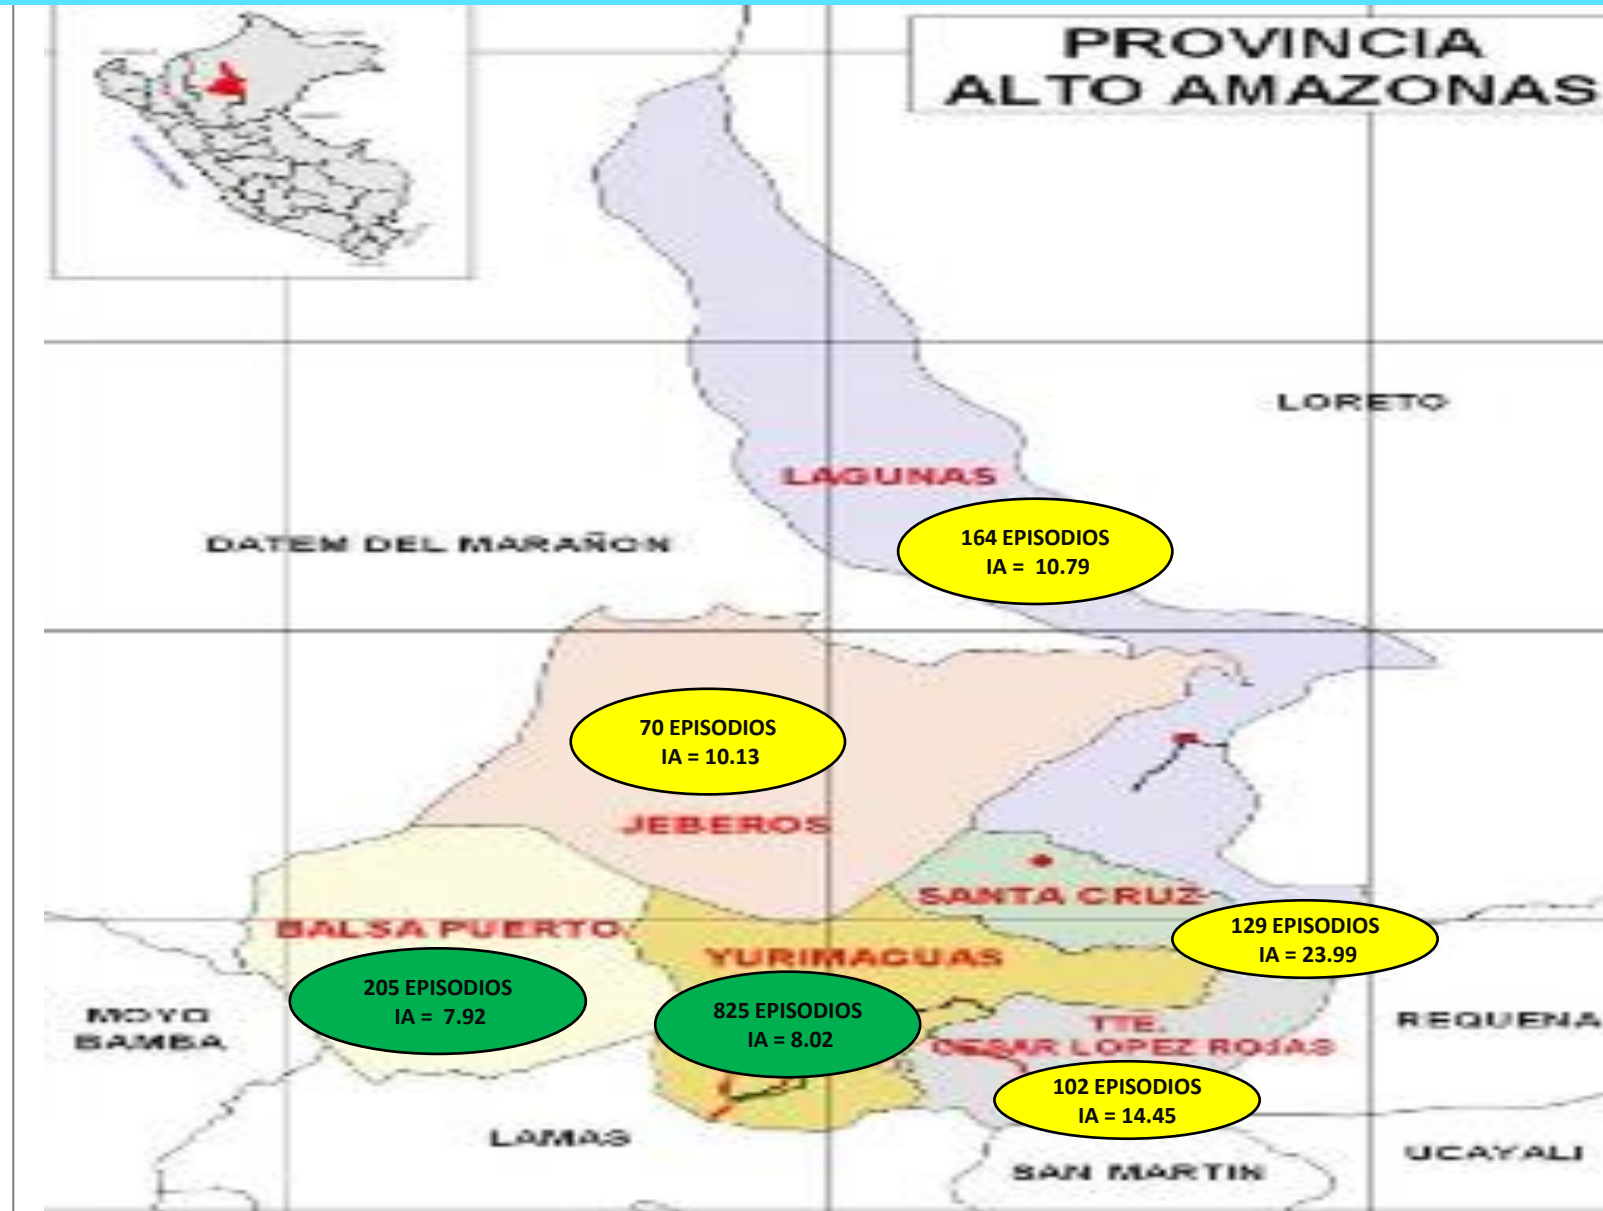 PROVINCIA
ALTO AMAZONAS
LORETO
LAGUNAS
DATEM DEL MARAÑON
164 EPISODIOS
IA = 10.79
70 EPISODIOS
IA = 10.13
JEBEROS
SANTA CRUZ
BALSA PUERTO
129 EPISODIOS
IA = 23.99
YURIMAGUAS
205 EPISODIOS
IA = 7.92
825 EPISODIOS
IA = 8.02
MOYO
BAMBA
TTE.
CESAR LOPEZ ROJAS
REQUENA
102 EPISODIOS
IA = 14.45
LAMAS
SAN MARTIN
UCAYALI